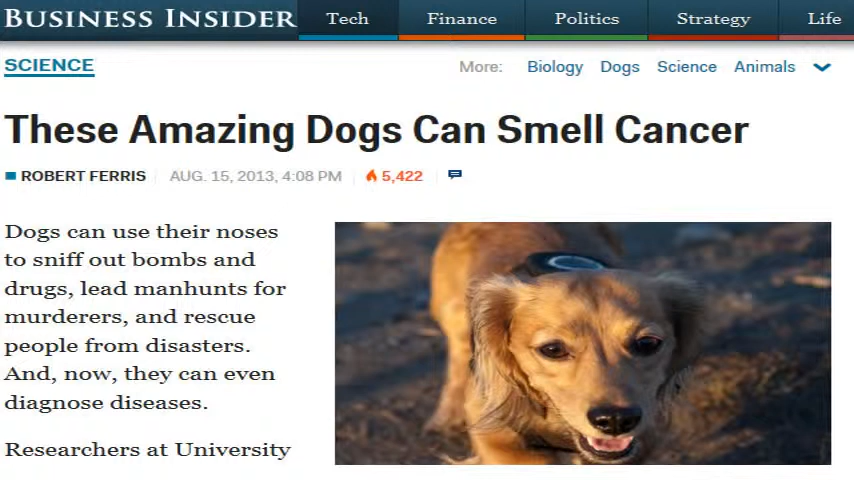 BUSINESS INSIDER Tech Finance Politics Strategy Life
SCIENCE More: Biology Dogs Science Animals
These Amazing Dogs Can Smell Cancer
ROBERT FERRIS AUG. 15, 2013, 4:08 PM 5,422
Dogs can use their noses
to sniff out bombs and
drugs, lead manhunts for
murderers, and rescue
people from disasters.
And, now, they can even
diagnose diseases.
Researchers at University